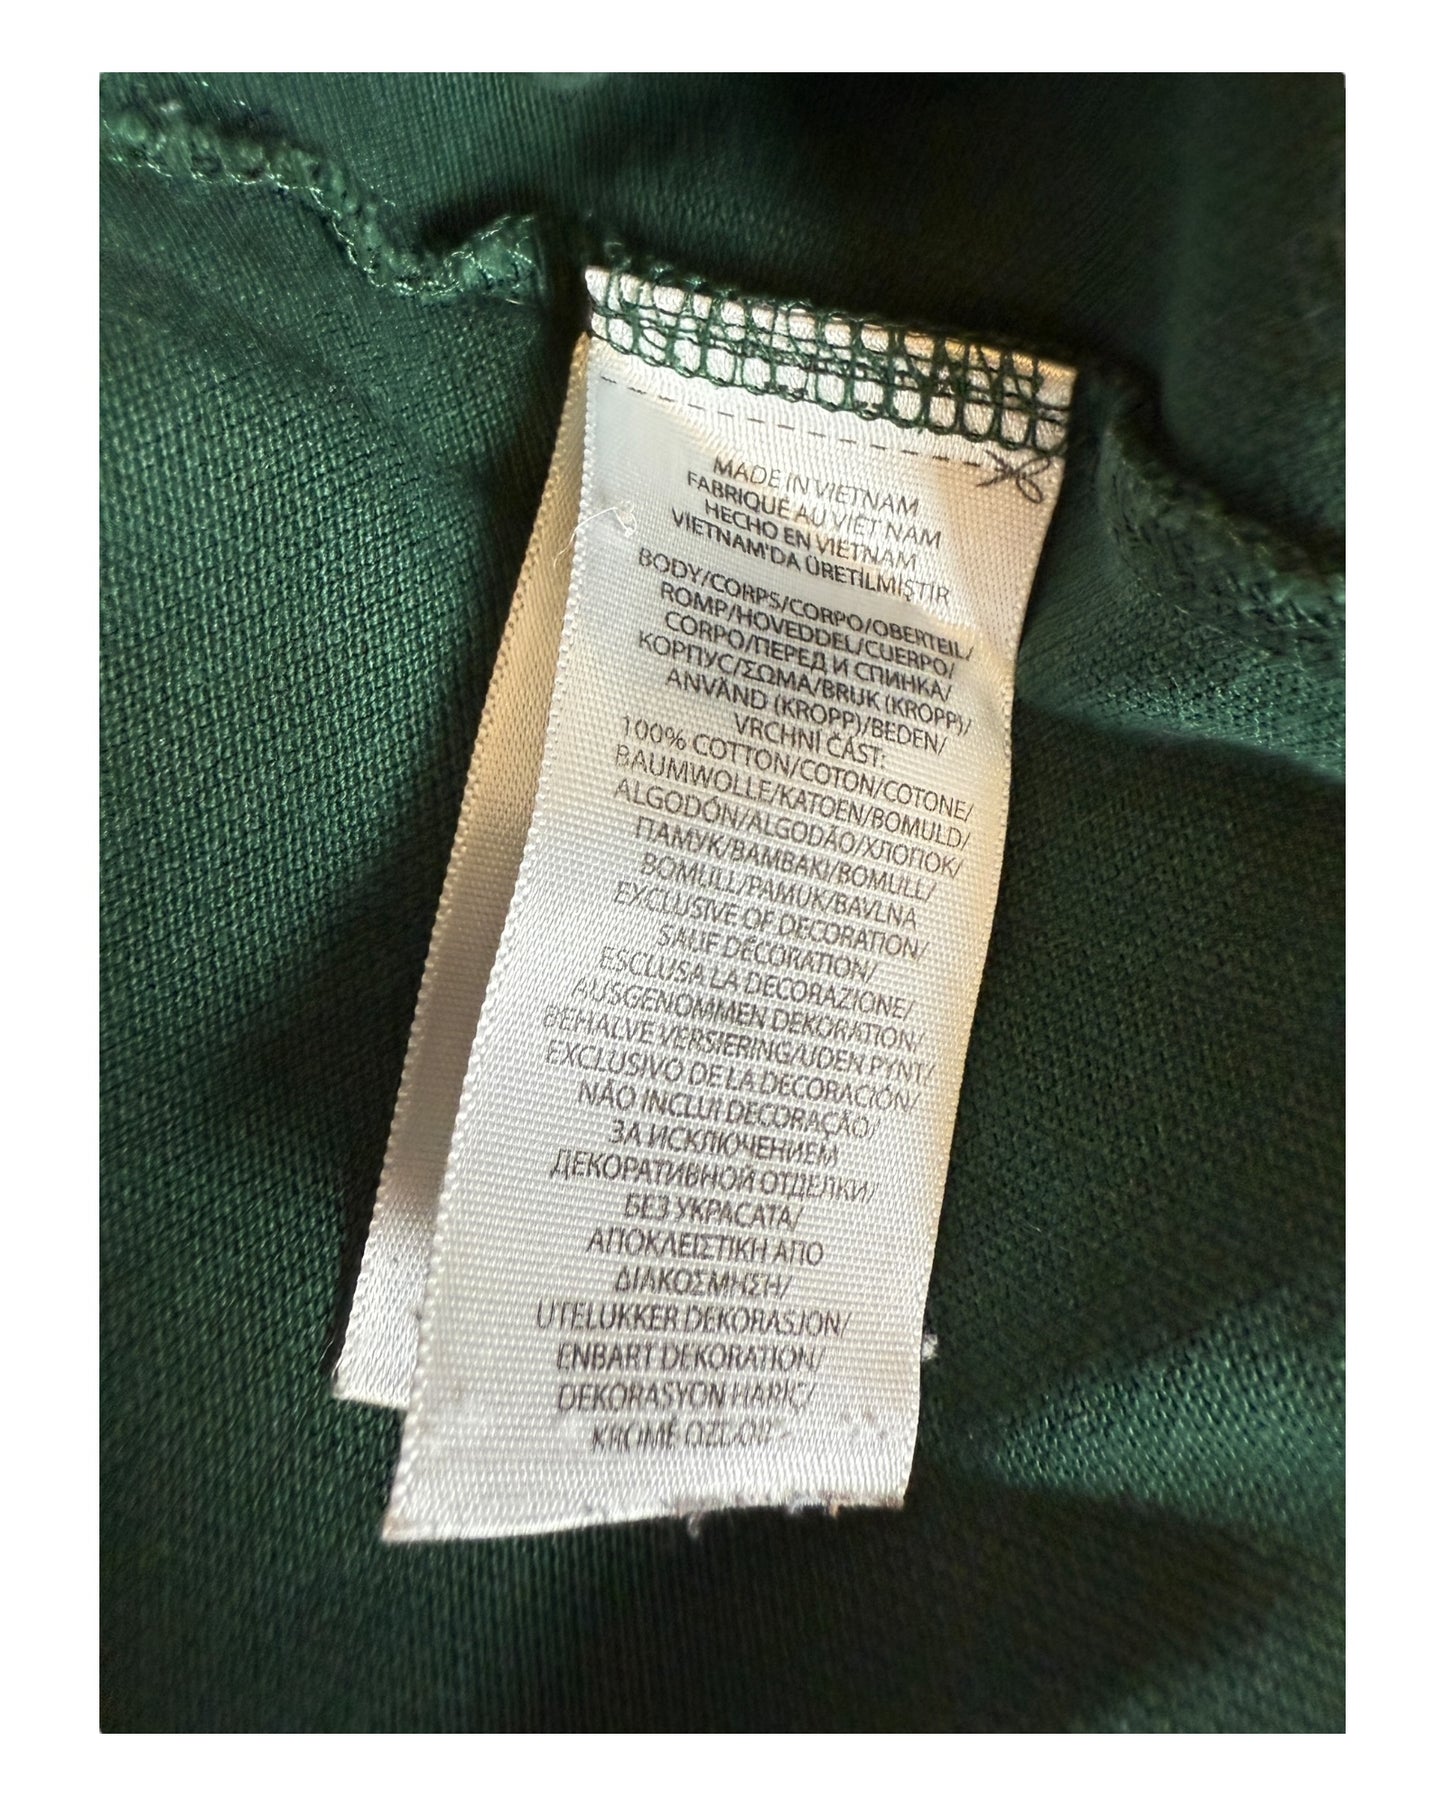 MADE IN VIETNAM
FABRIQUÉ AU VIET NAM
HECHO EN VIETNAM
VIETNAM'DA ÜRETILMIŞTIR
BODY/CORPS/CORPO/OBERTEIL/
ROMP/HOVEDDEL/CUERPO/
CORPO/ПЕРЕД И СПИНКА/
КОРПУС/ΣΩΜΑ/BRUK (KROPP)/
ANVÄND (KROPP)/BEDEN/
VRCHNÍ ČÁST:
100% COTTON/COTON/COTONE/
BAUMWOLLE/KATOEN/BOMULD/
ALGODÓN/ALGODÃO/ХЛОПОК/
ПАМУК/BAMBAKI/BOMULL/
BOMULL/PAMUK/BAVLNA
EXCLUSIVE OF DECORATION/
SAUF DÉCORATION/
ESCLUSA LA DECORAZIONE/
AUSGENOMMEN DEKORATION/
BEHALVE VERSIERING/UDEN PYNT/
EXCLUSIVO DE LA DECORACIÓN/
NÃO INCLUI DECORAÇÃO/
ЗА ИСКЛЮЧЕНИЕМ
ДЕКОРАТИВНОЙ ОТДЕЛКИ/
БЕЗ УКРАСАТА/
ΑΠΟΚΛΕΙΣΤΙΚΗ ΑΠΟ
ΔΙΑΚΟΣΜΗΣΗ/
UTELUKKER DEKORASJON/
ENBART DEKORATION/
DEKORASYON HARIÇ/
KROMĚ